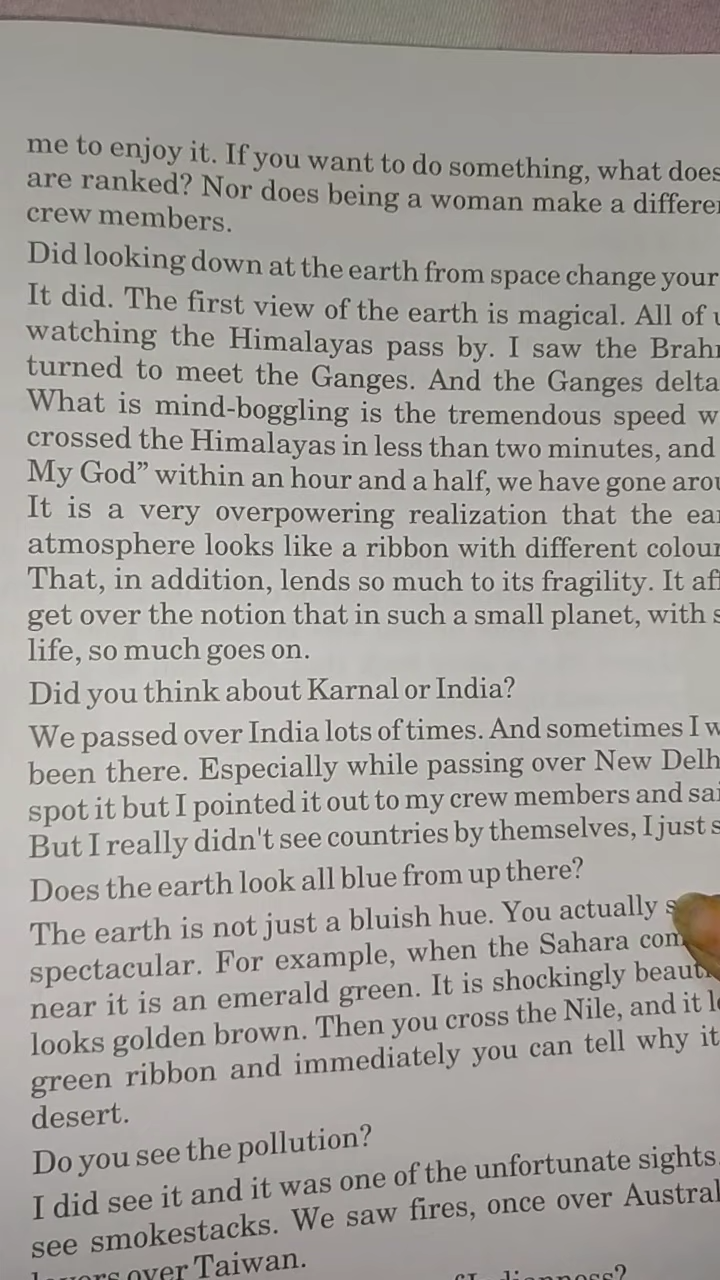 me to enjoy it. If you want to do something, what does
are ranked? Nor does being a woman make a
crew members.
Did looking down at the earth from space change your
It did. The first view of the earth is magical. All of
watching the Himalayas pass by. I saw the
turned to meet the Ganges. And the Ganges delta
What is mind-boggling is the tremendous speed
crossed the Himalayas in less than two minutes, and
My God” within an hour and a half, we have gone
It is a very overpowering realization that the
atmosphere looks like a ribbon with different
That, in addition, lends so much to its fragility. It
get over the notion that in such a small planet, with
life, so much goes on.
Did you think about Karnal or India?
We passed over India lots of times. And sometimes I
been there. Especially while passing over New
spot it but I pointed it out to my crew members and
But I really didn't see countries by themselves, I just
Does the earth look all blue from up there?
The earth is not just a bluish hue. You actually
spectacular. For example, when the Sahara
near it is an emerald green. It is shockingly
looks golden brown. Then you cross the Nile, and it
green ribbon and immediately you can tell why it
desert.
Do you see the pollution?
I did see it and it was one of the unfortunate sights.
see smokestacks. We saw fires, once over
over Taiwan.